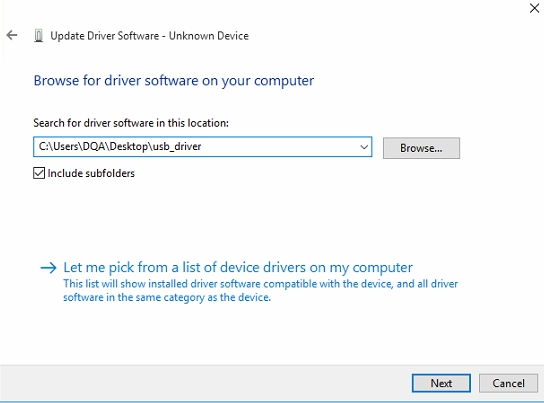 Update Driver Software - Unknown Device
Browse for driver software on your computer
Search for driver software in this location:
C:\Users\DQA\Desktop\usb_driver
Browse...
Include subfolders
Let me pick from a list of device drivers on my computer
This list will show installed driver software compatible with the device, and all driver
software in the same category as the device.
Next
Cancel